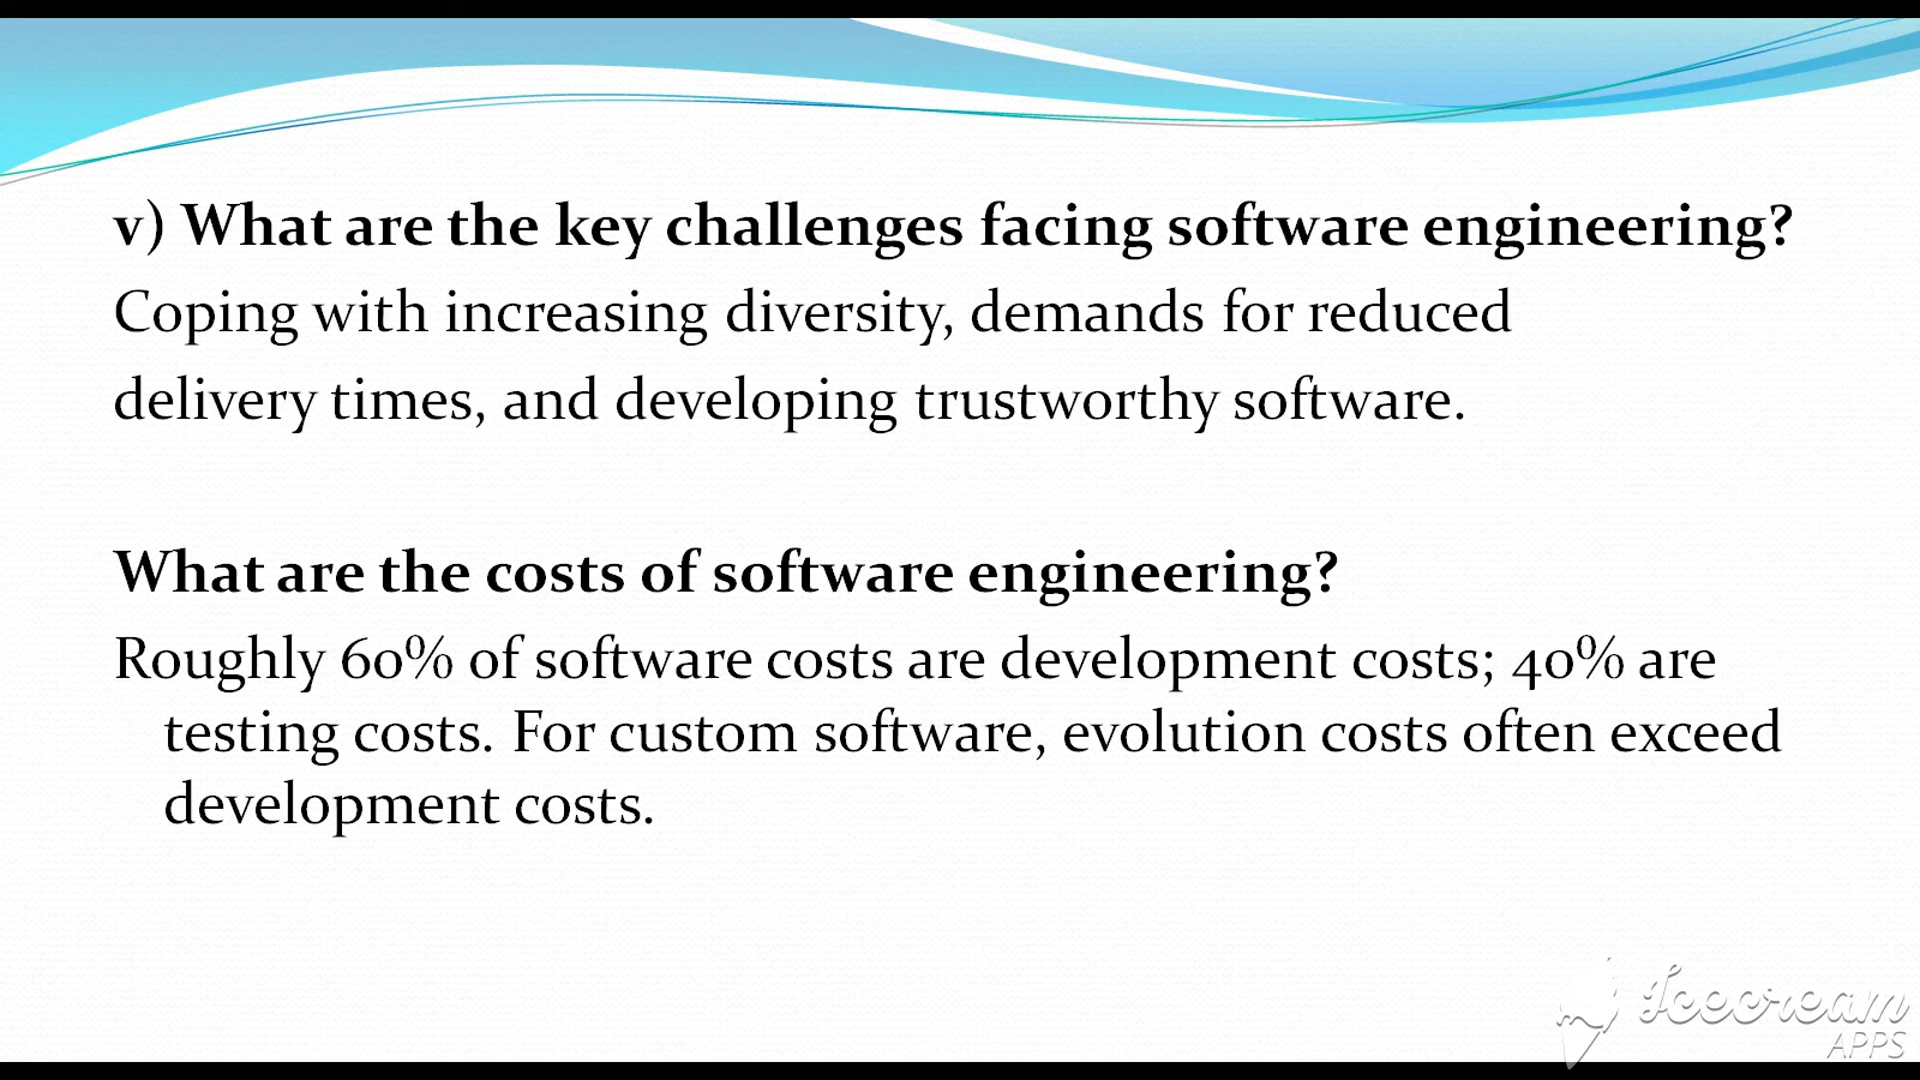 v) What are the key challenges facing software engineering?
Coping with increasing diversity, demands for reduced
delivery times, and developing trustworthy software.
What are the costs of software engineering?
Roughly 60% of software costs are development costs; 40% are
testing costs. For custom software, evolution costs often exceed
development costs.
Icecream
APPS